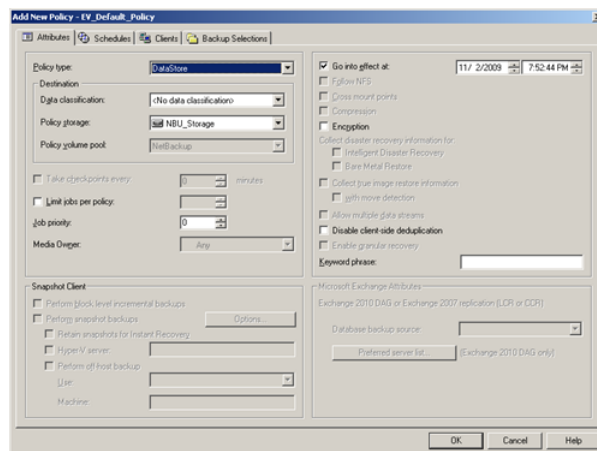 Add New Policy - EV_Default_Policy
Attributes
Schedules
Clients
Backup Selections
Policy type:
DataStore
Destination
Data classification:
<No data classification>
Policy storage:
NBU_Storage
Policy volume pool:
NetBackup
Take checkpoints every:
0
minutes
Limit jobs per policy:
Job priority:
0
Media Owner:
Any
Snapshot Client
Perform block level incremental backups
Perform snapshot backups
Options...
Retain snapshots for Instant Recovery
Hyper-V server:
Perform off-host backup
Use:
Machine:
Go into effect at:
11/ 2/2009
7:52:44 PM
Follow NFS
Cross mount points
Compression
Encryption
Collect disaster recovery information for:
Intelligent Disaster Recovery
Bare Metal Restore
Collect true image restore information
with move detection
Allow multiple data streams
Disable client-side deduplication
Enable granular recovery
Keyword phrase:
Microsoft Exchange Attributes
Exchange 2010 DAG or Exchange 2007 replication (LCR or CCR)
Database backup source:
Preferred server list...
(Exchange 2010 DAG only)
OK
Cancel
Help